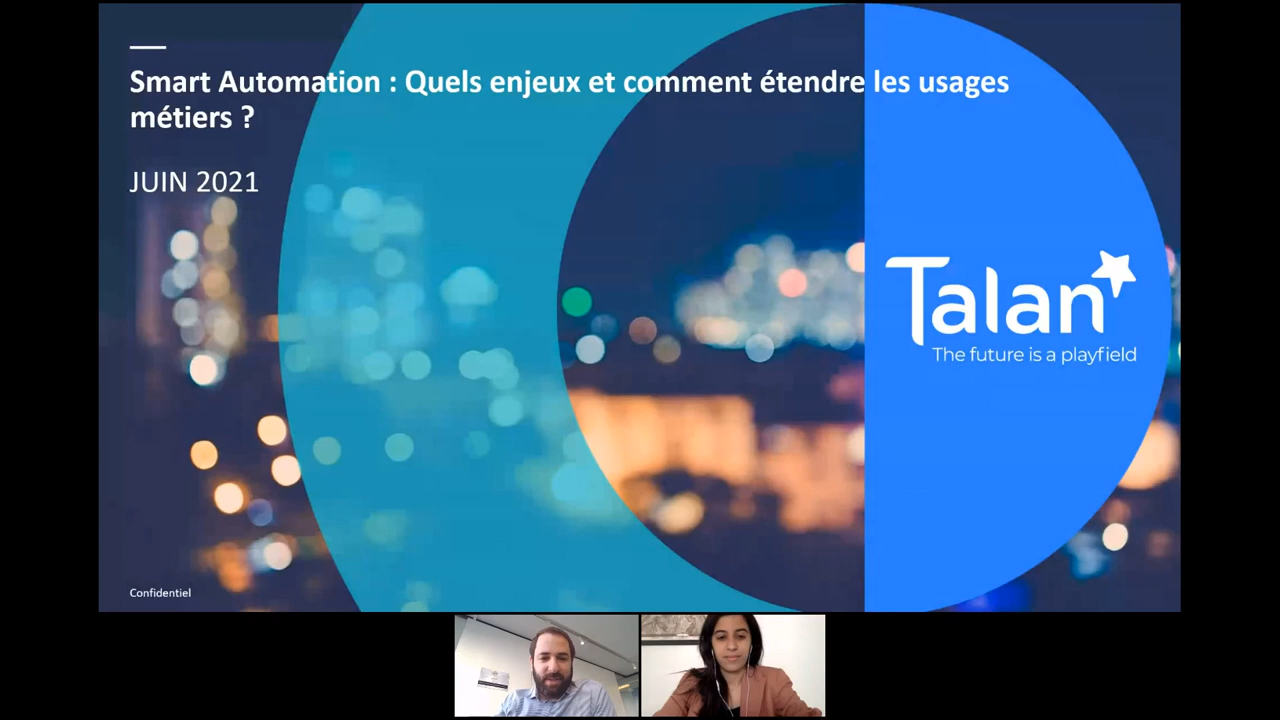 Smart Automation : Quels enjeux et comment étendre les usages
métiers ?
JUIN 2021
Talan
The future is a playfield
Confidentiel